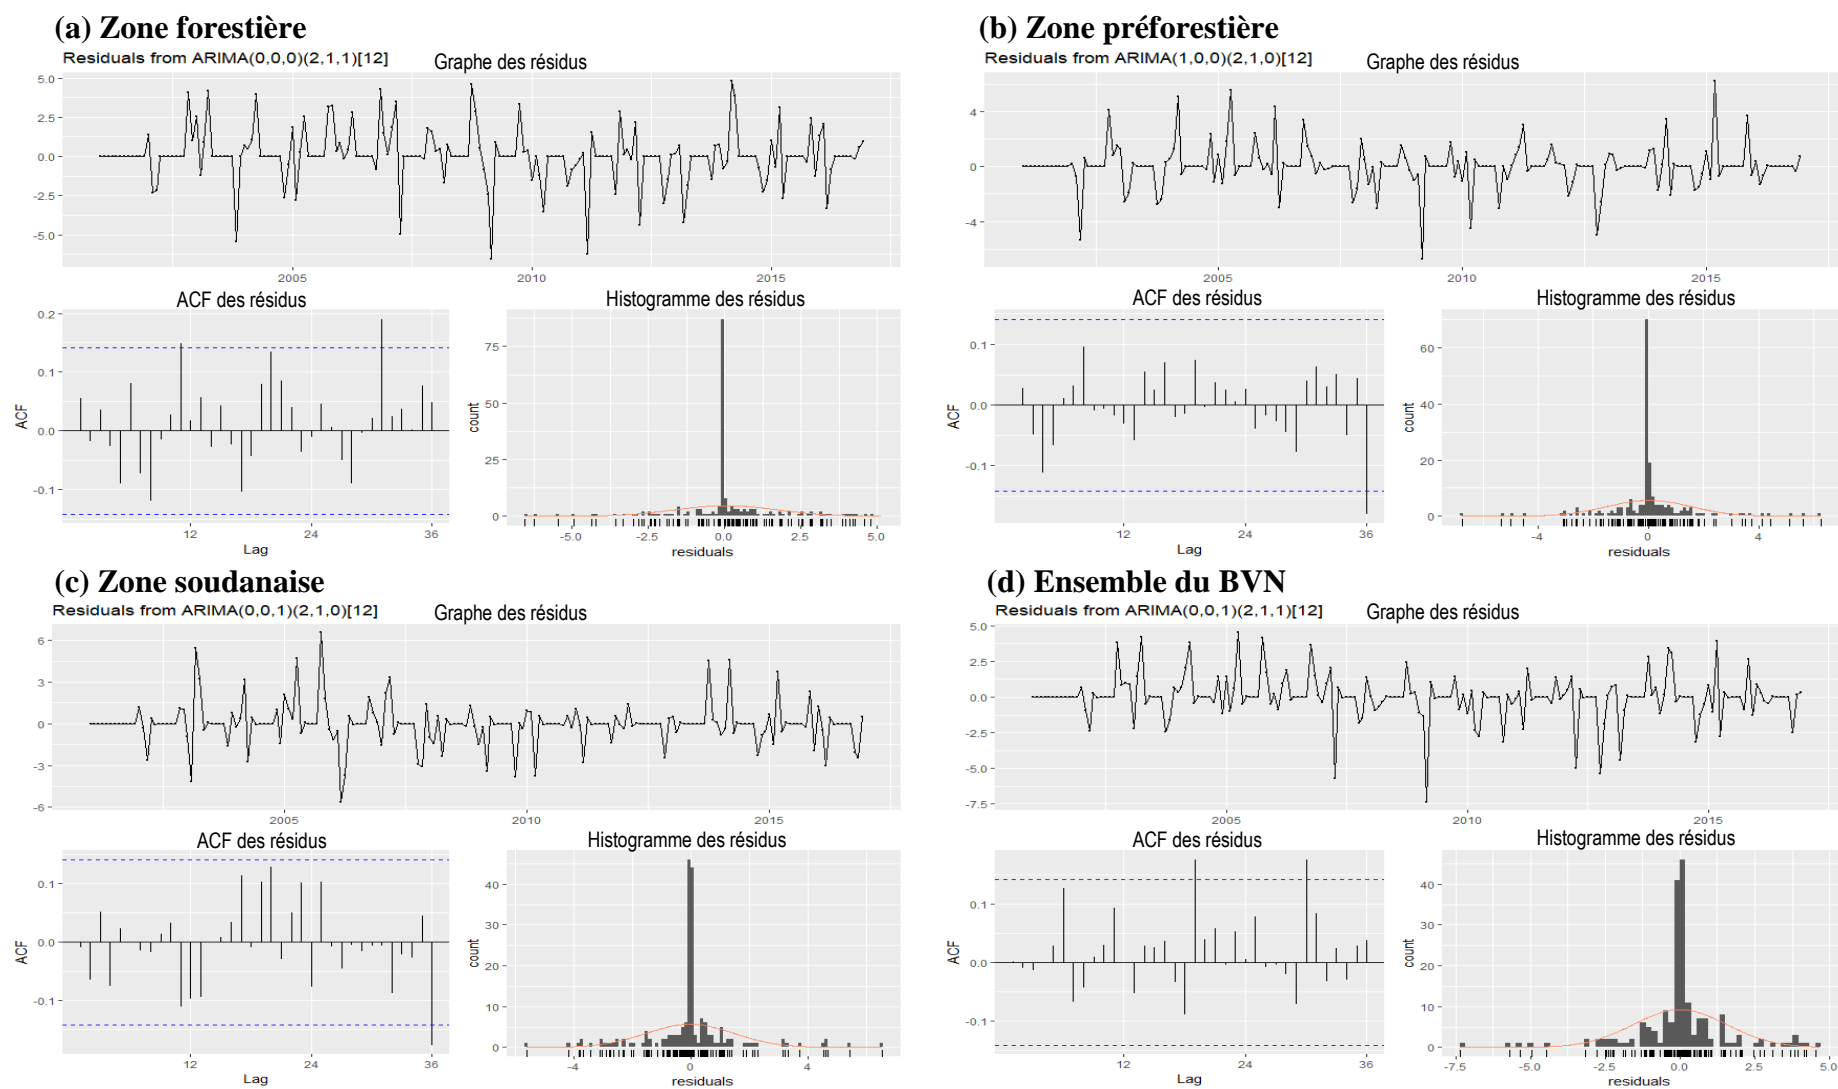 (a) Zone forestière
Residuals from ARIMA(0,0,0)(2,1,1)[12]
Graphe des résidus
5.0
2.5
0.0
-2.5
-5.0
2005
2010
2015
ACF des résidus
0.2
0.1
0.0
-0.1
ACF
12
24
36
Lag
Histogramme des résidus
75
50
25
0
count
-5.0
-2.5
0.0
2.5
5.0
residuals
(b) Zone préforestière
Residuals from ARIMA(1,0,0)(2,1,0)[12]
Graphe des résidus
4
0
-4
2005
2010
2015
ACF des résidus
0.1
0.0
-0.1
ACF
12
24
36
Lag
Histogramme des résidus
60
40
20
0
count
-4
0
4
residuals
(c) Zone soudanaise
Residuals from ARIMA(0,0,1)(2,1,0)[12]
Graphe des résidus
6
3
0
-3
-6
2005
2010
2015
ACF des résidus
0.1
0.0
-0.1
ACF
12
24
36
Lag
Histogramme des résidus
40
30
20
10
0
count
-4
0
4
residuals
(d) Ensemble du BVN
Residuals from ARIMA(0,0,1)(2,1,1)[12]
Graphe des résidus
5.0
2.5
0.0
-2.5
-5.0
-7.5
2005
2010
2015
ACF des résidus
0.1
0.0
-0.1
ACF
12
24
36
Lag
Histogramme des résidus
40
30
20
10
0
count
-7.5
-5.0
-2.5
0.0
2.5
5.0
residuals